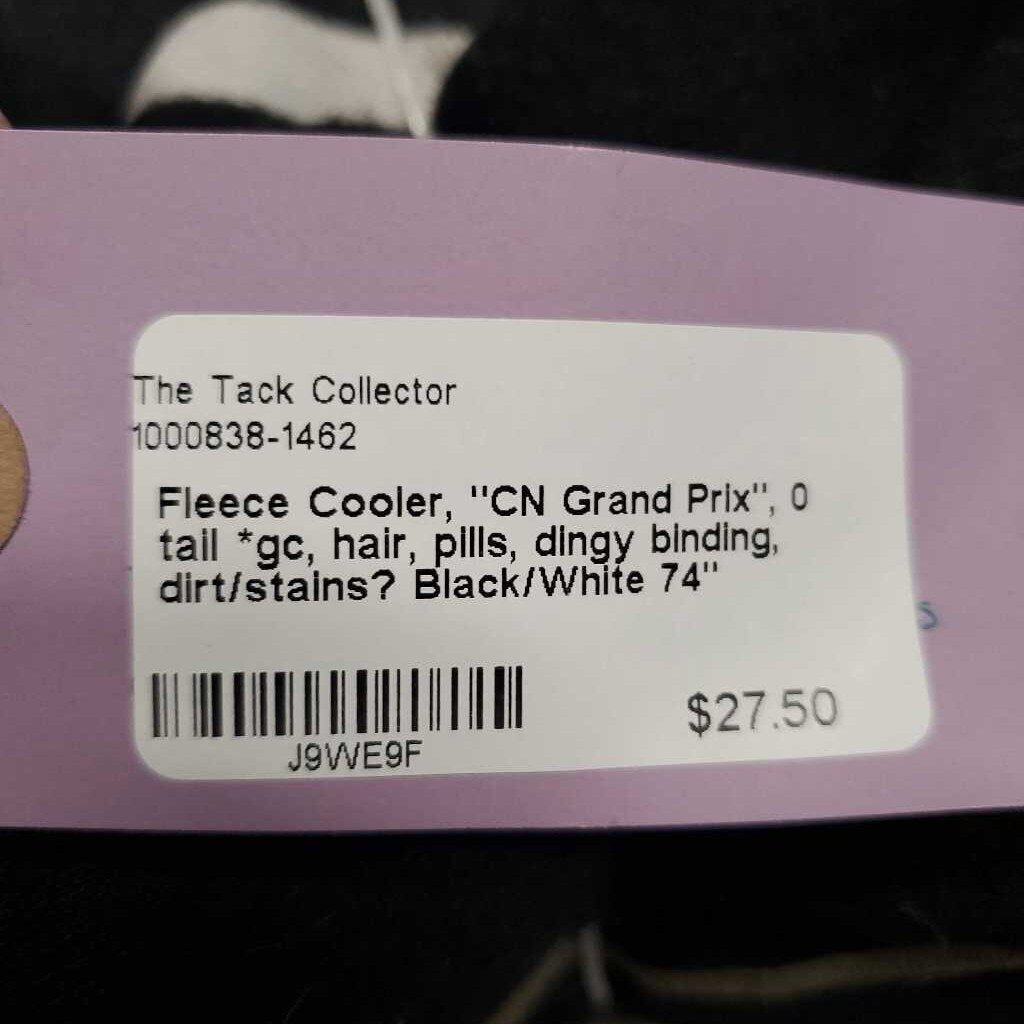 The Tack Collector
1000838-1462
Fleece Cooler, "CN Grand Prix", 0
tail *gc, hair, pills, dingy binding,
dirt/stains? Black/White 74"
$27.50
J9WE9F